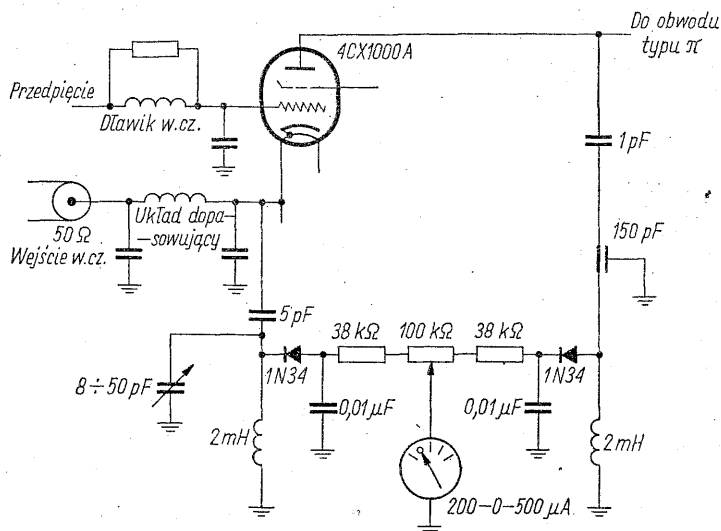 Do obwodu
typu π
4CX1000A
Przedpięcie
Dławik w.cz.
1 pF
50 Ω
Wejście w.cz.
Układ dopa-
-sowujący
150 pF
5 pF
38 kΩ
100 kΩ
38 kΩ
8÷50 pF
1N34
1N34
0,01 µF
0,01 µF
2 mH
2 mH
200-0-500 µA